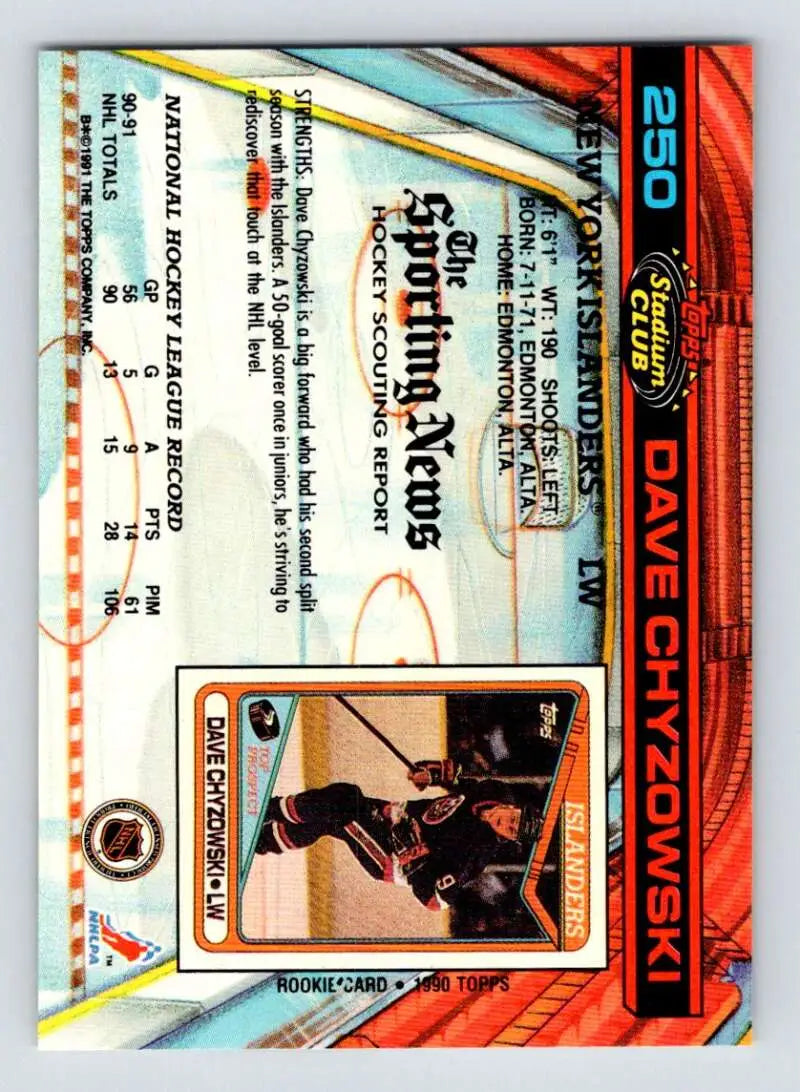 250
TOPPS
Stadium
CLUB
DAVE CHYZOWSKI
NEW YORK ISLANDERS® LW
HT: 6'1" WT: 190 SHOOTS: LEFT
BORN: 7-11-71, EDMONTON, ALTA.
HOME: EDMONTON, ALTA.
The
Sporting News
HOCKEY SCOUTING REPORT
STRENGTHS: Dave Chyzowski is a big forward who had his second split
season with the Islanders. A 50-goal scorer once in juniors, he's striving to
rediscover that touch at the NHL level.
NATIONAL HOCKEY LEAGUE RECORD
GP G A PTS PIM
90-91 56 5 9 14 61
NHL TOTALS 90 13 15 28 106
B*©1991 THE TOPPS COMPANY, INC.
TOPPS
ISLANDERS
9
TOP
PROSPECT
DAVE CHYZOWSKI•LW
ROOKIE CARD • 1990 TOPPS
NHL
NHLPA
™